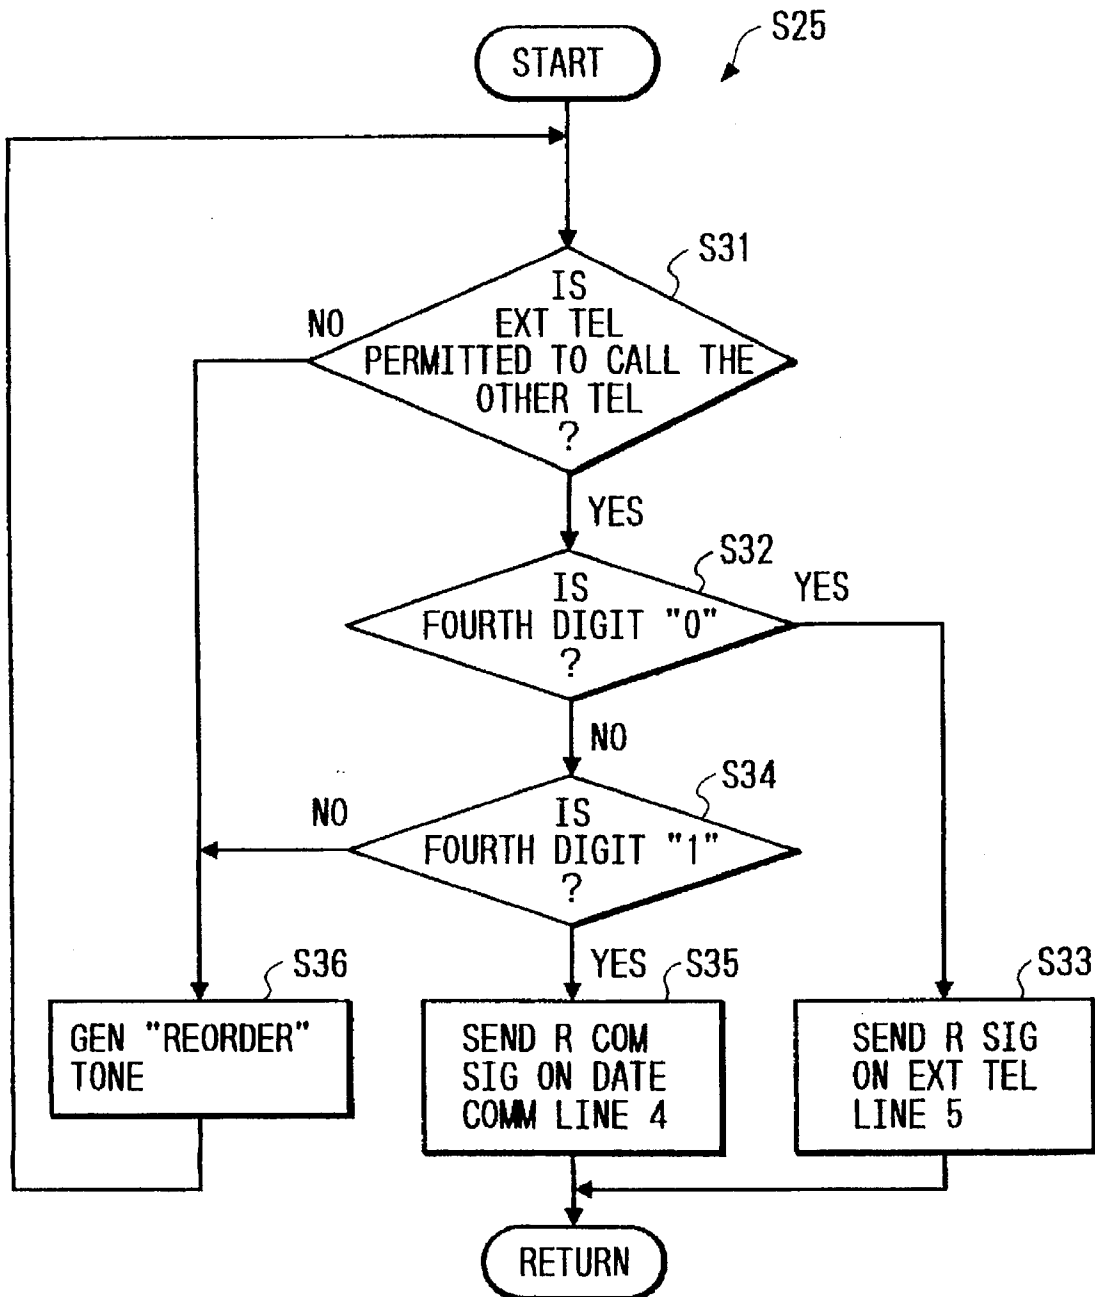 S25
START
S31
IS
EXT TEL
PERMITTED TO CALL THE
OTHER TEL
?
NO
YES
S32
IS
FOURTH DIGIT "0"
?
YES
NO
S34
IS
FOURTH DIGIT "1"
?
NO
YES
S36
GEN "REORDER"
TONE
S35
SEND R COM
SIG ON DATE
COMM LINE 4
S33
SEND R SIG
ON EXT TEL
LINE 5
RETURN